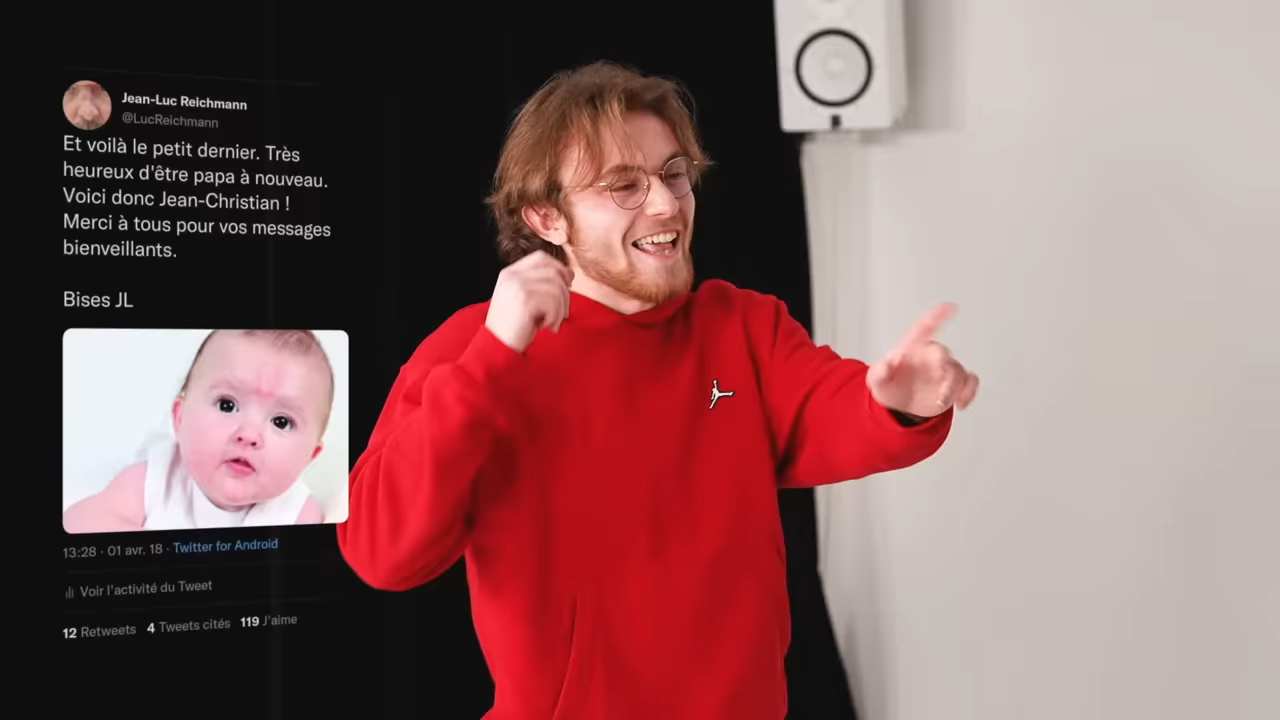 Jean-Luc Reichmann
@LucReichmann
Et voilà le petit dernier. Très
heureux d'être papa à nouveau.
Voici donc Jean-Christian !
Merci à tous pour vos messages
bienveillants.
Bises JL
13:28 · 01 avr. 18 · Twitter for Android
Voir l'activité du Tweet
12 Retweets 4 Tweets cités 119 J'aime